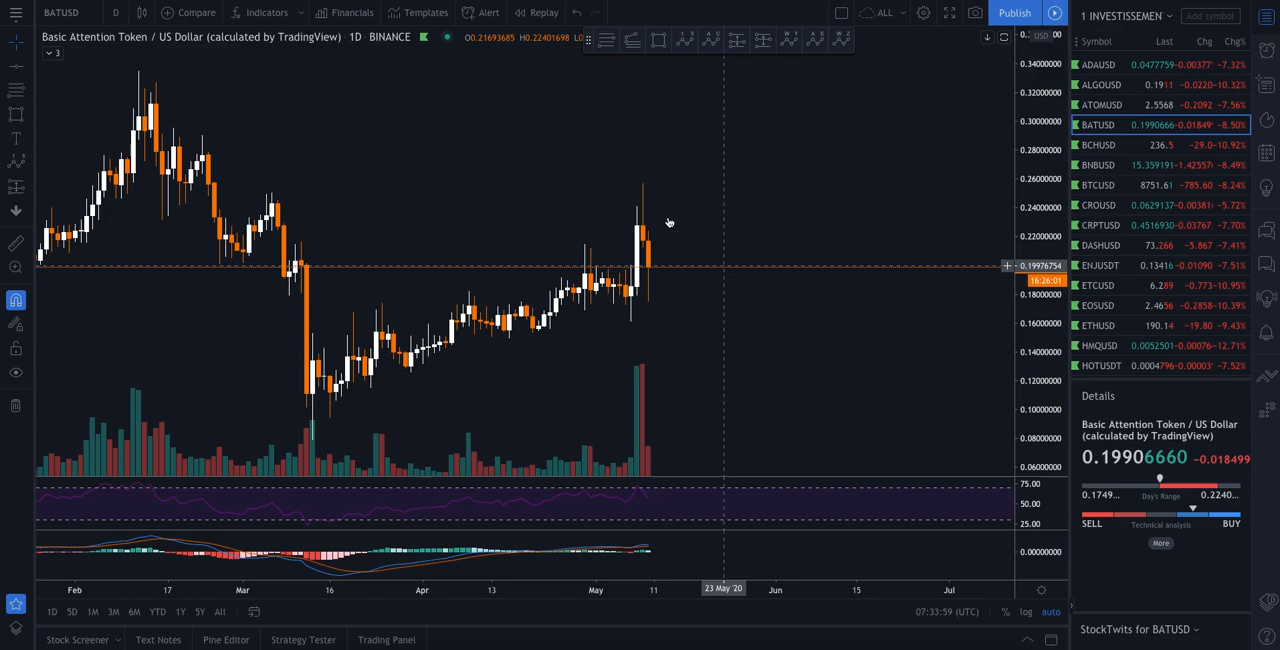 BATUSD D Compare Indicators Financials Templates Alert Replay ALL Publish
Basic Attention Token / US Dollar (calculated by TradingView) 1D BINANCE O0.21693685 H0.22401698
3
USD
0.34000000
0.32000000
0.30000000
0.28000000
0.26000000
0.24000000
0.22000000
0.19976754
16:26:01
0.18000000
0.16000000
0.14000000
0.12000000
0.10000000
0.08000000
0.06000000
75.00
50.00
25.00
0.00000000
Feb 17 Mar 16 Apr 13 May 11 23 May '20 Jun 15 Jul
1D 5D 1M 3M 6M YTD 1Y 5Y All 07:33:59 (UTC) % log auto
Stock Screener Text Notes Pine Editor Strategy Tester Trading Panel
1 INVESTISSEMEN Add symbol
Symbol Last Chg Chg%
ADAUSD 0.0477759 -0.00377 -7.32%
ALGOUSD 0.1911 -0.0220 -10.32%
ATOMUSD 2.5568 -0.2092 -7.56%
BATUSD 0.1990666 -0.01849 -8.50%
BCHUSD 236.5 -29.0 -10.92%
BNBUSD 15.359191 -1.42557 -8.49%
BTCUSD 8751.61 -785.60 -8.24%
CROUSD 0.0629137 -0.00381 -5.72%
CRPTUSD 0.4516930 -0.03767 -7.70%
DASHUSD 73.266 -5.867 -7.41%
ENJUSDT 0.13416 -0.01090 -7.51%
ETCUSD 6.289 -0.773 -10.95%
EOSUSD 2.4656 -0.2858 -10.39%
ETHUSD 190.14 -19.80 -9.43%
HMQUSD 0.0052501 -0.00076 -12.71%
HOTUSDT 0.0004796 -0.00003 -7.52%
Details
Basic Attention Token / US Dollar
(calculated by TradingView)
0.19906660 -0.018499
0.1749... Day's Range 0.2240...
SELL Technical analysis BUY
More
StockTwits for BATUSD